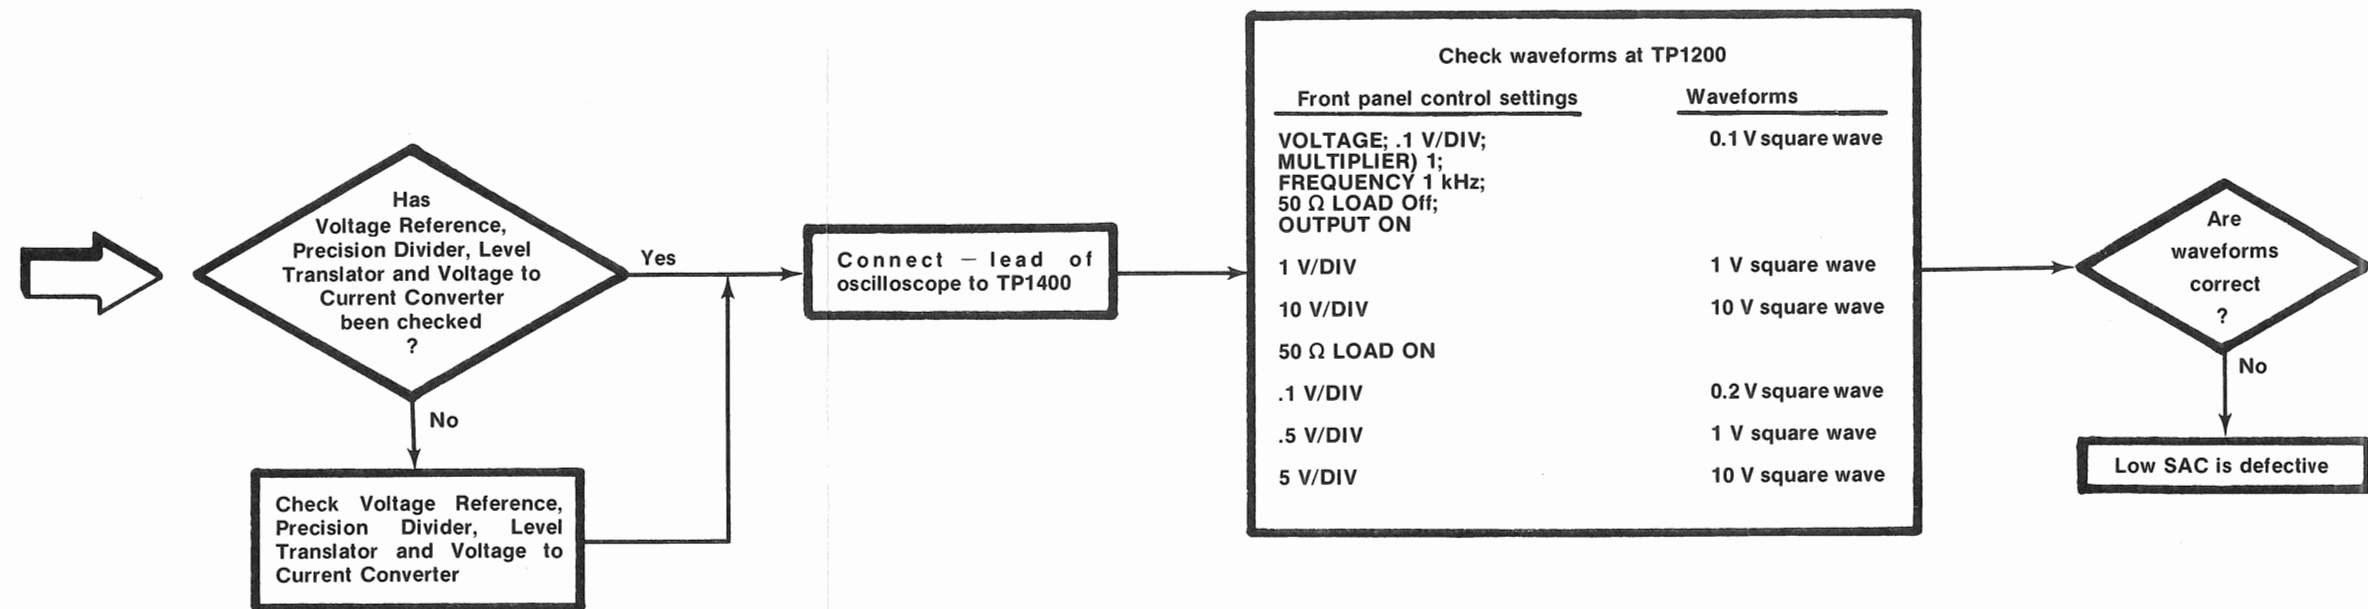 Has
Voltage Reference,
Precision Divider, Level
Translator and Voltage to
Current Converter
been checked
?
Yes
No
Check Voltage Reference,
Precision Divider, Level
Translator and Voltage to
Current Converter
Connect — lead of
oscilloscope to TP1400
Check waveforms at TP1200
Front panel control settings Waveforms
VOLTAGE; .1 V/DIV; 0.1 V square wave
MULTIPLIER) 1;
FREQUENCY 1 kHz;
50 Ω LOAD Off;
OUTPUT ON
1 V/DIV 1 V square wave
10 V/DIV 10 V square wave
50 Ω LOAD ON
.1 V/DIV 0.2 V square wave
.5 V/DIV 1 V square wave
5 V/DIV 10 V square wave
Are
waveforms
correct
?
No
Low SAC is defective